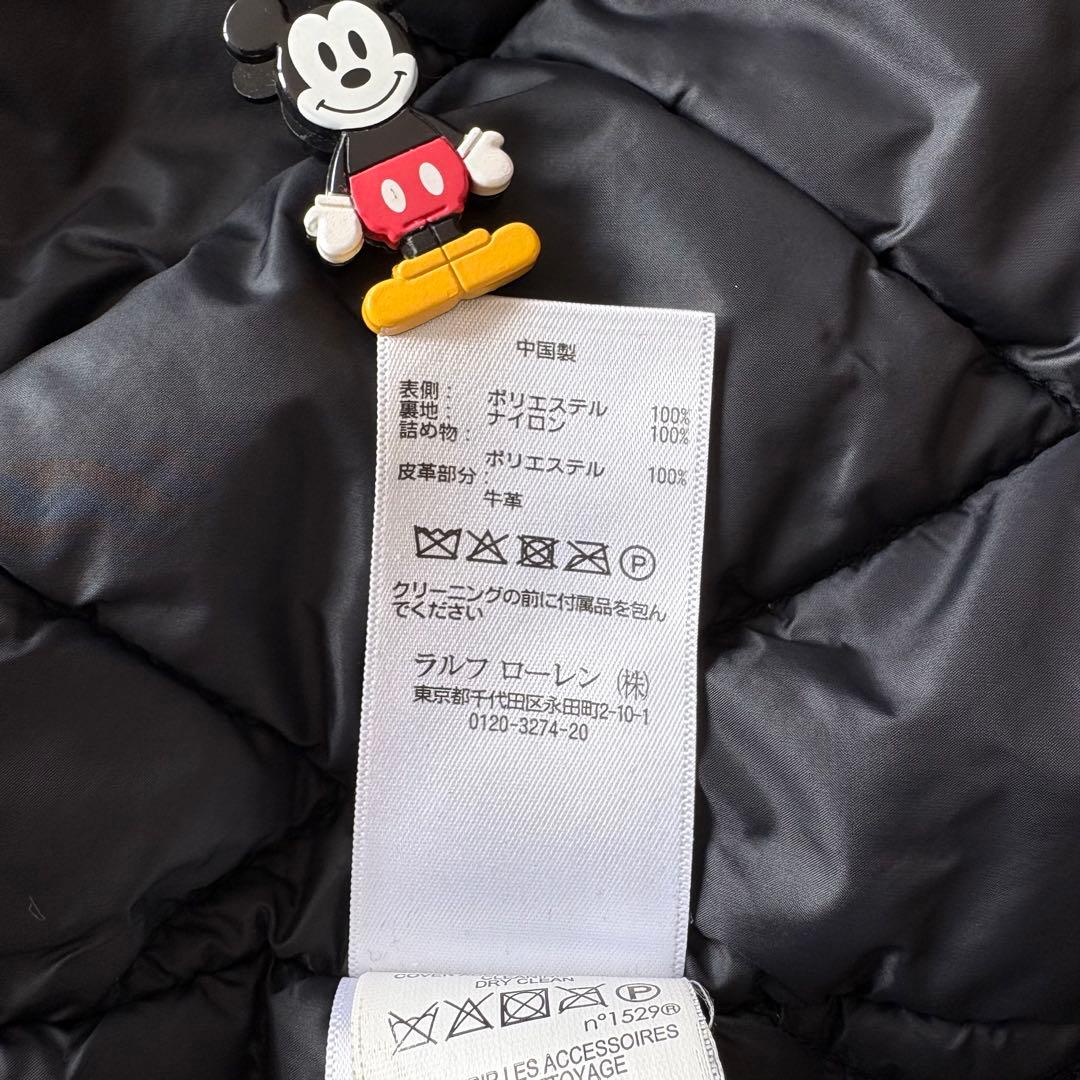 中国製
表側: ポリエステル 100%
裏地: ナイロン 100%
詰め物:
ポリエステル 100%
皮革部分:
牛革
P
クリーニングの前に付属品を包ん
でください
ラルフ ローレン (株)
東京都千代田区永田町2-10-1
0120-3274-20
DRY CLEAN
P
n°1529®
LES ACCESSOIRES